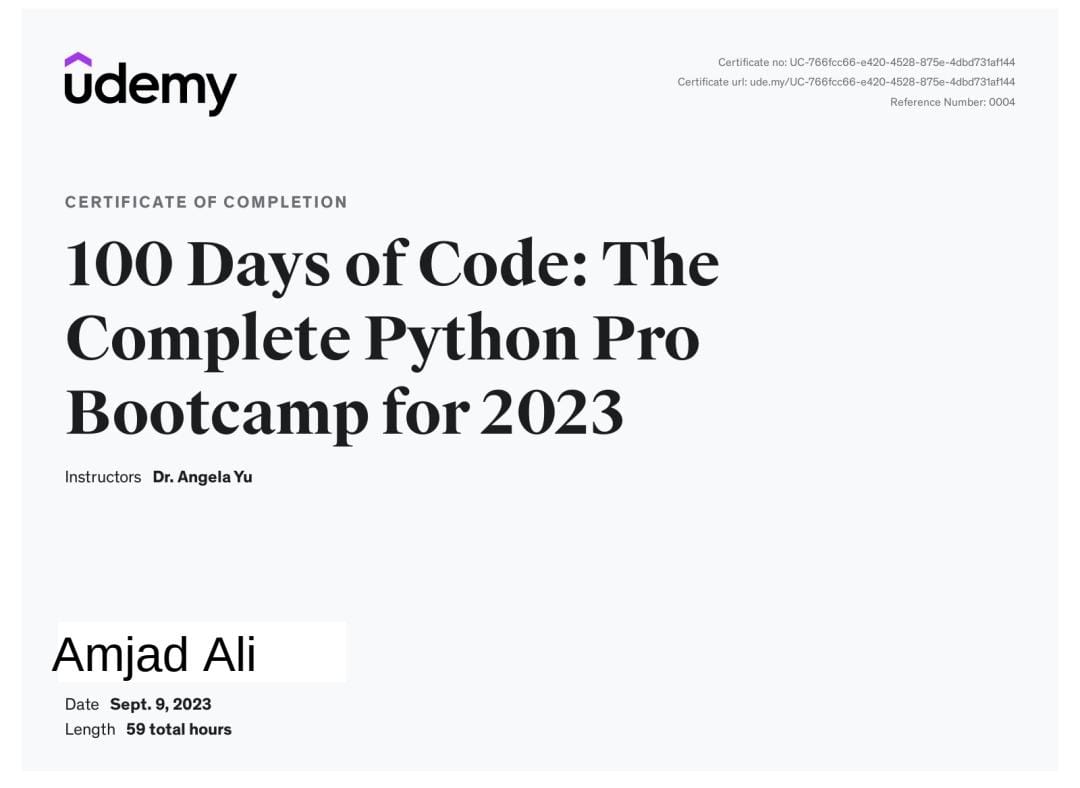 udemy
Certificate no: UC-766fcc66-e420-4528-875e-4dbd731af144
Certificate url: ude.my/UC-766fcc66-e420-4528-875e-4dbd731af144
Reference Number: 0004
CERTIFICATE OF COMPLETION
100 Days of Code: The
Complete Python Pro
Bootcamp for 2023
Instructors Dr. Angela Yu
Amjad Ali
Date Sept. 9, 2023
Length 59 total hours